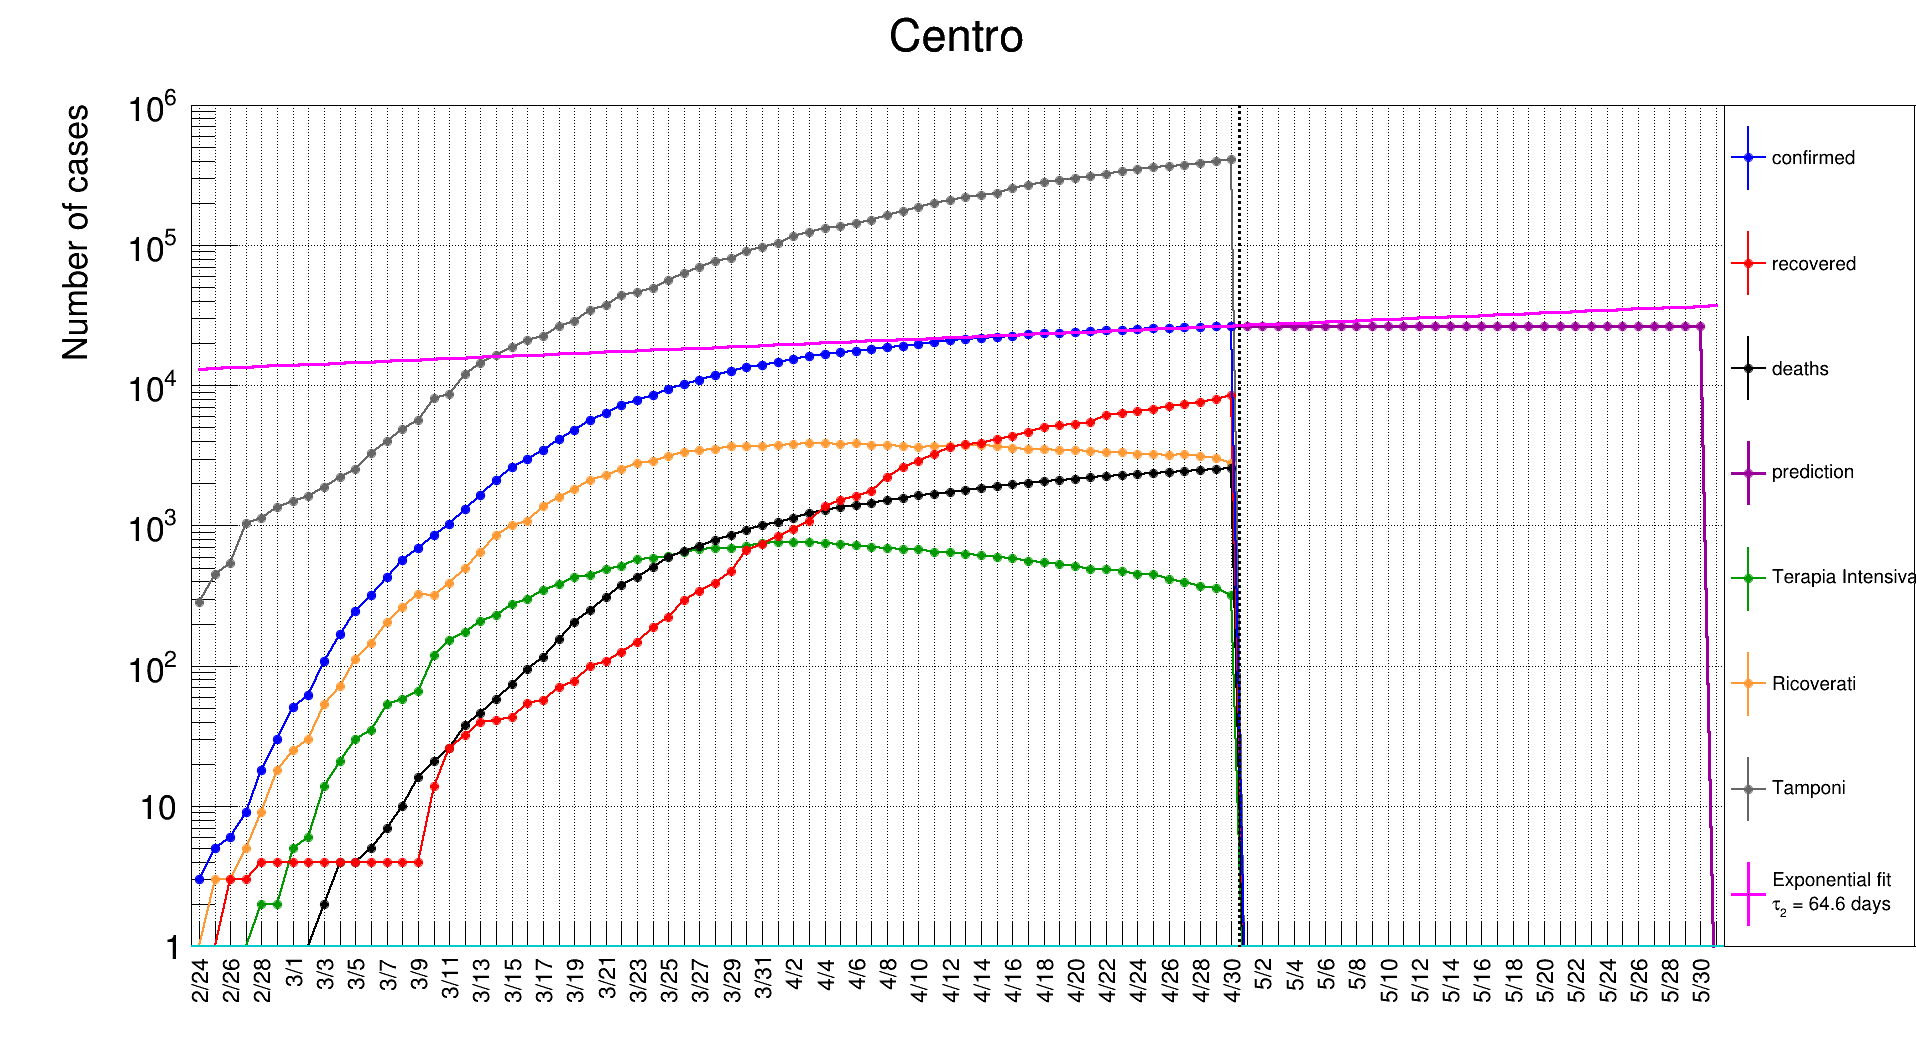 Centro
Number of cases
10^6
10^5
10^4
10^3
10^2
10
1
2/24 2/26 2/28 3/1 3/3 3/5 3/7 3/9 3/11 3/13 3/15 3/17 3/19 3/21 3/23 3/25 3/27 3/29 3/31 4/2 4/4 4/6 4/8 4/10 4/12 4/14 4/16 4/18 4/20 4/22 4/24 4/26 4/28 4/30 5/2 5/4 5/6 5/8 5/10 5/12 5/14 5/16 5/18 5/20 5/22 5/24 5/26 5/28 5/30
confirmed
recovered
deaths
prediction
Terapia Intensiva
Ricoverati
Tamponi
Exponential fit
τ₂ = 64.6 days